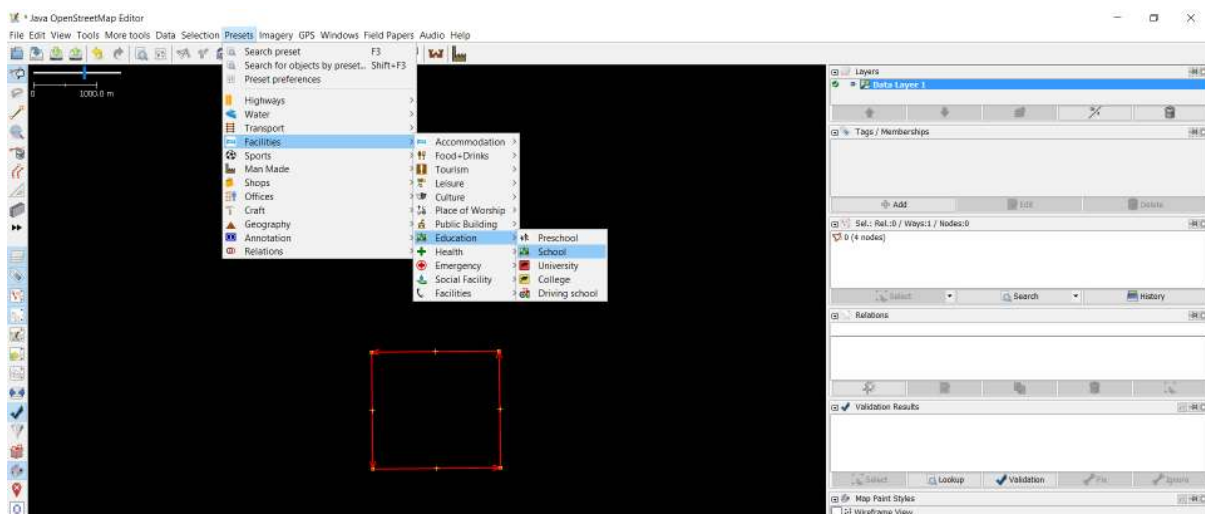 * Java OpenStreetMap Editor
File Edit View Tools More tools Data Selection Presets Imagery GPS Windows Field Papers Audio Help
Search preset F3
Search for objects by preset... Shift+F3
Preset preferences
Highways
Water
Transport
Facilities
Sports
Man Made
Shops
Offices
Craft
Geography
Annotation
Relations
Accommodation
Food+Drinks
Tourism
Leisure
Culture
Place of Worship
Public Building
Education
Health
Emergency
Social Facility
Facilities
Preschool
School
University
College
Driving school
0 1000.0 m
Layers
Data Layer 1
Tags / Memberships
Add Edit Delete
Sel.: Rel.:0 / Ways:1 / Nodes:0
0 (4 nodes)
Select Search History
Relations
Validation Results
Select Lookup Validation Fix Ignore
Map Paint Styles
Wireframe View